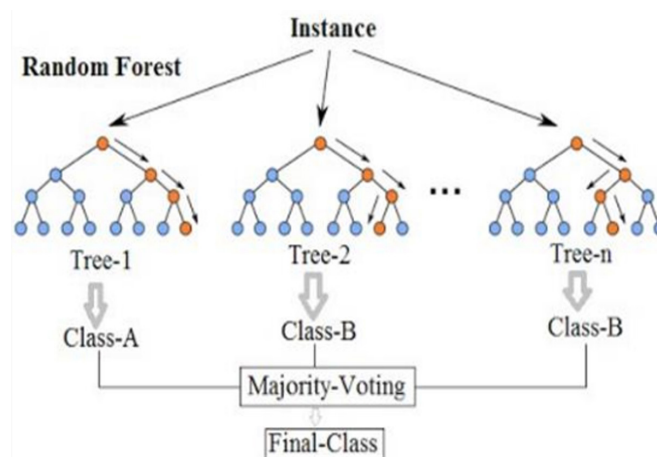 Instance
Random Forest
...
Tree-1
Tree-2
Tree-n
Class-A
Class-B
Class-B
Majority-Voting
Final-Class